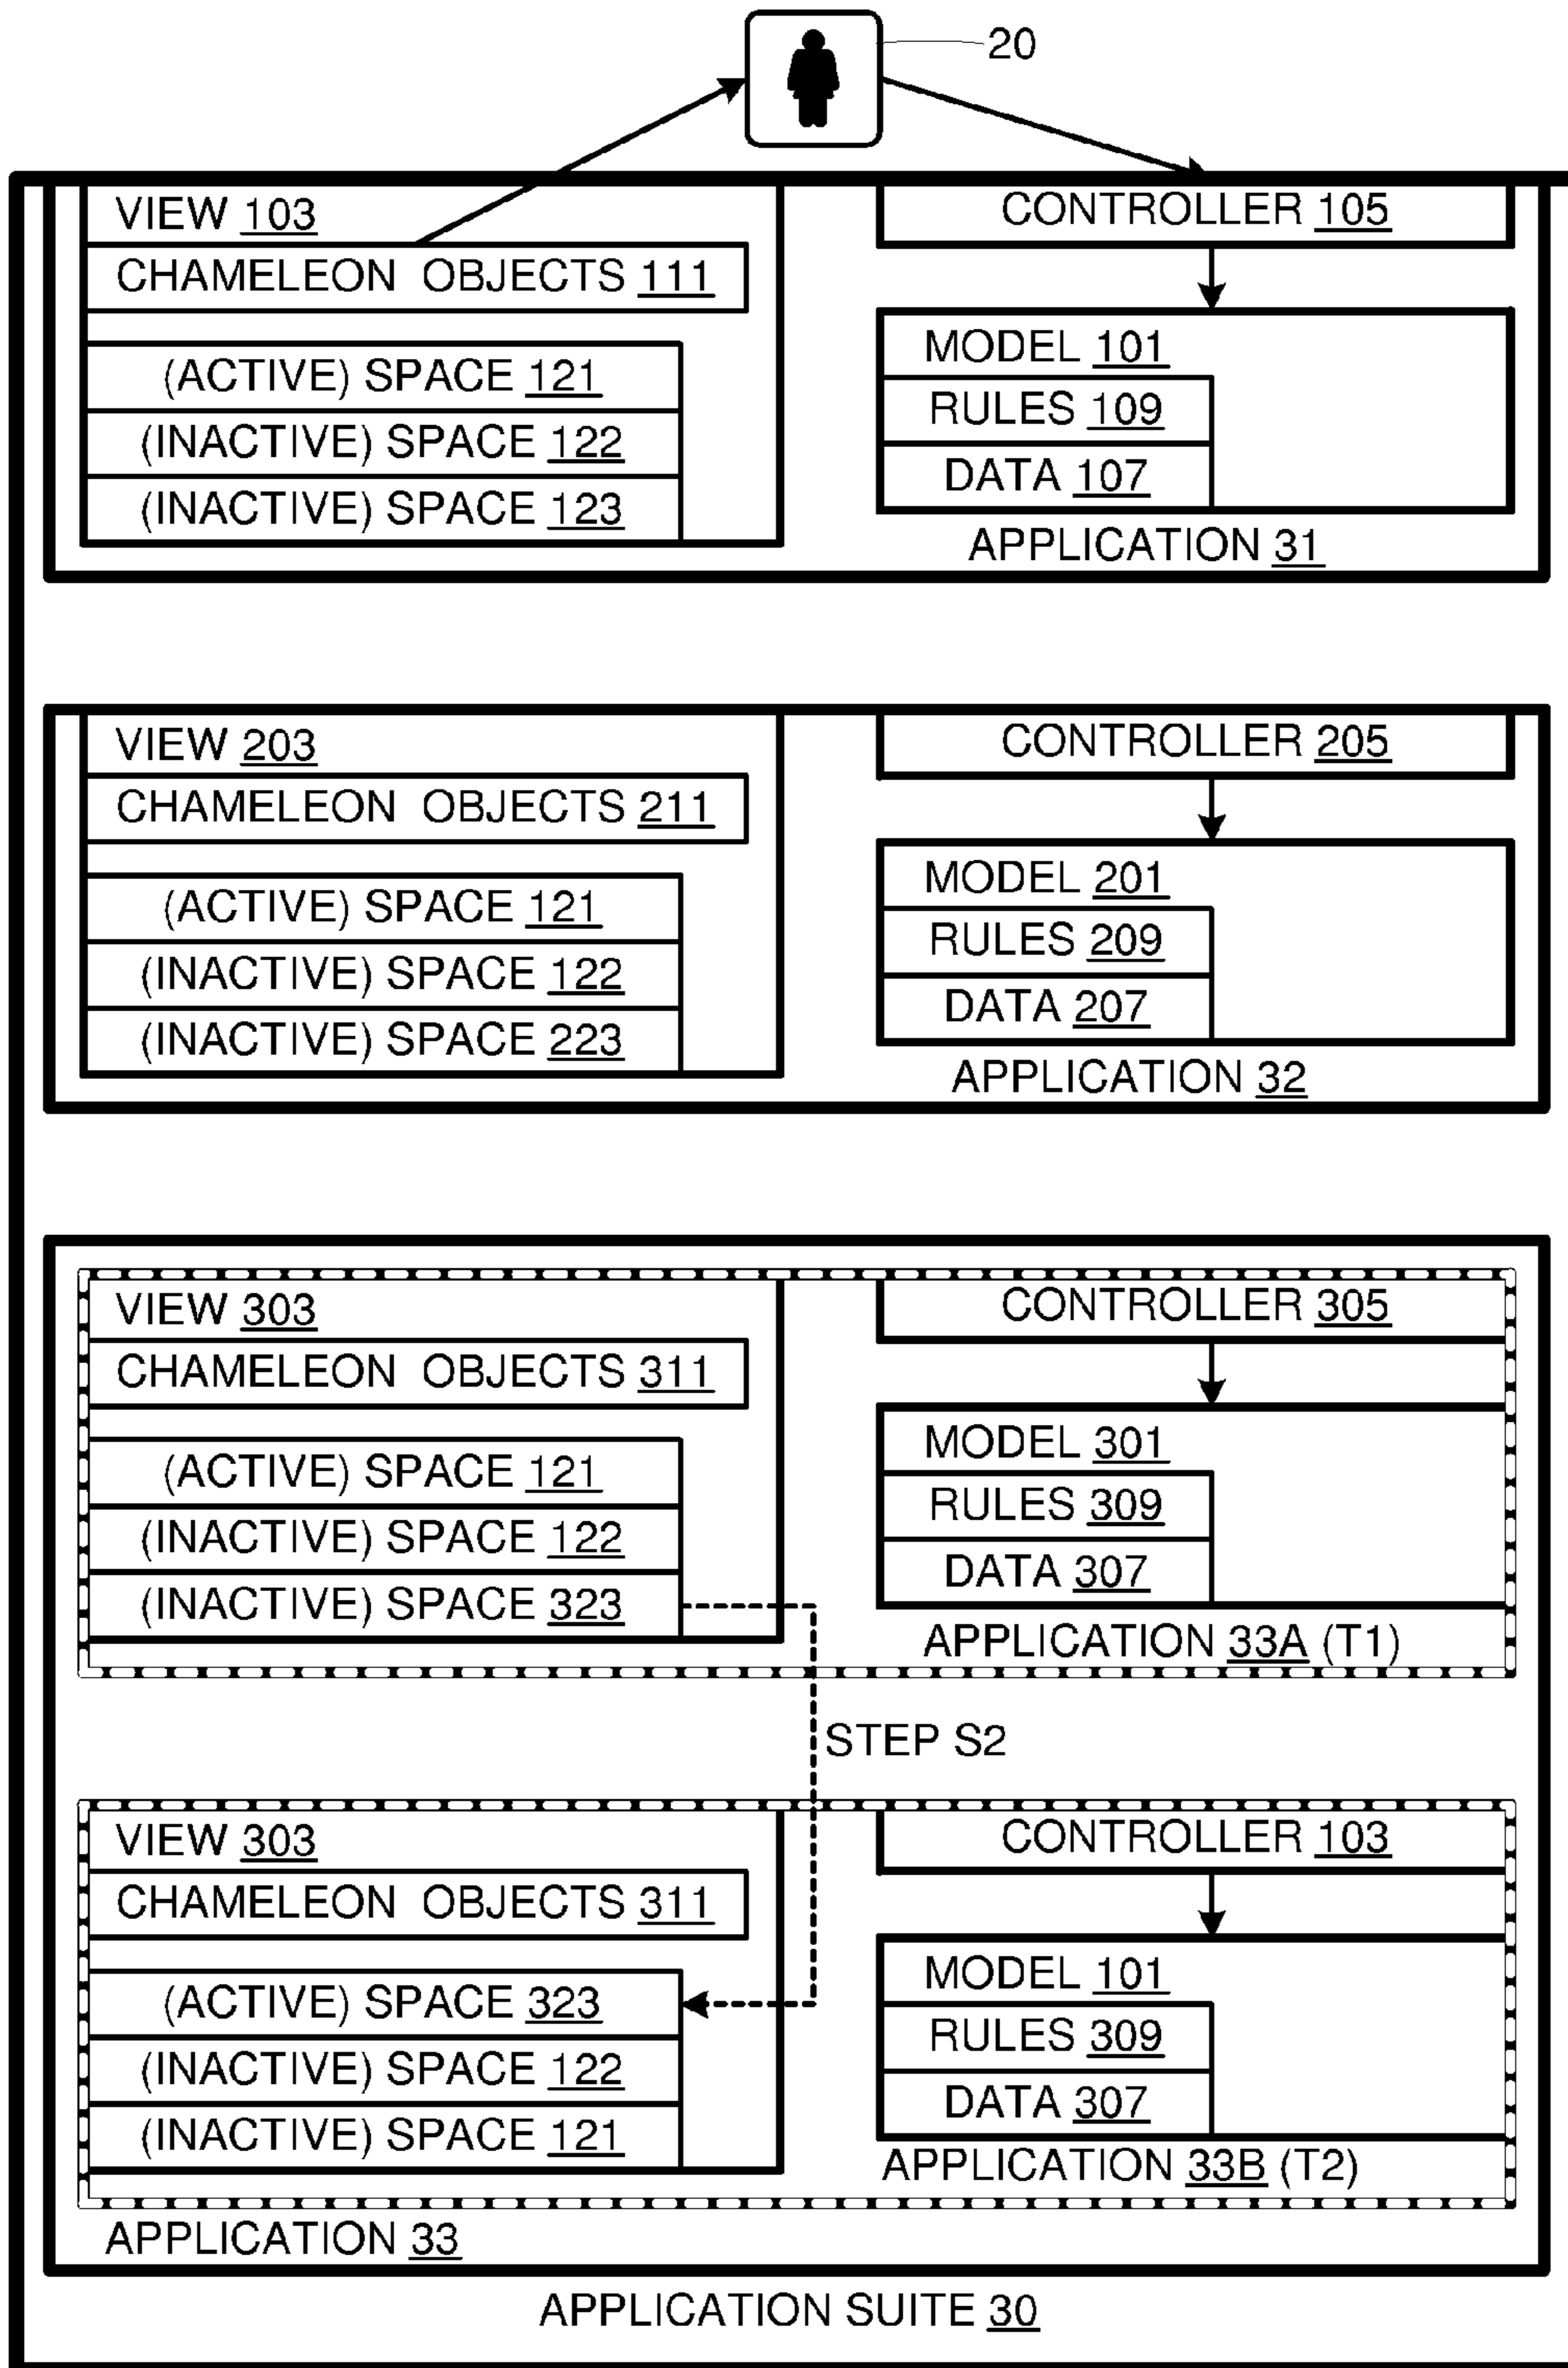 20
VIEW 103
CHAMELEON OBJECTS 111
(ACTIVE) SPACE 121
(INACTIVE) SPACE 122
(INACTIVE) SPACE 123
CONTROLLER 105
MODEL 101
RULES 109
DATA 107
APPLICATION 31
VIEW 203
CHAMELEON OBJECTS 211
(ACTIVE) SPACE 121
(INACTIVE) SPACE 122
(INACTIVE) SPACE 223
CONTROLLER 205
MODEL 201
RULES 209
DATA 207
APPLICATION 32
VIEW 303
CHAMELEON OBJECTS 311
(ACTIVE) SPACE 121
(INACTIVE) SPACE 122
(INACTIVE) SPACE 323
CONTROLLER 305
MODEL 301
RULES 309
DATA 307
APPLICATION 33A (T1)
STEP S2
VIEW 303
CHAMELEON OBJECTS 311
(ACTIVE) SPACE 323
(INACTIVE) SPACE 122
(INACTIVE) SPACE 121
CONTROLLER 103
MODEL 101
RULES 309
DATA 307
APPLICATION 33B (T2)
APPLICATION 33
APPLICATION SUITE 30